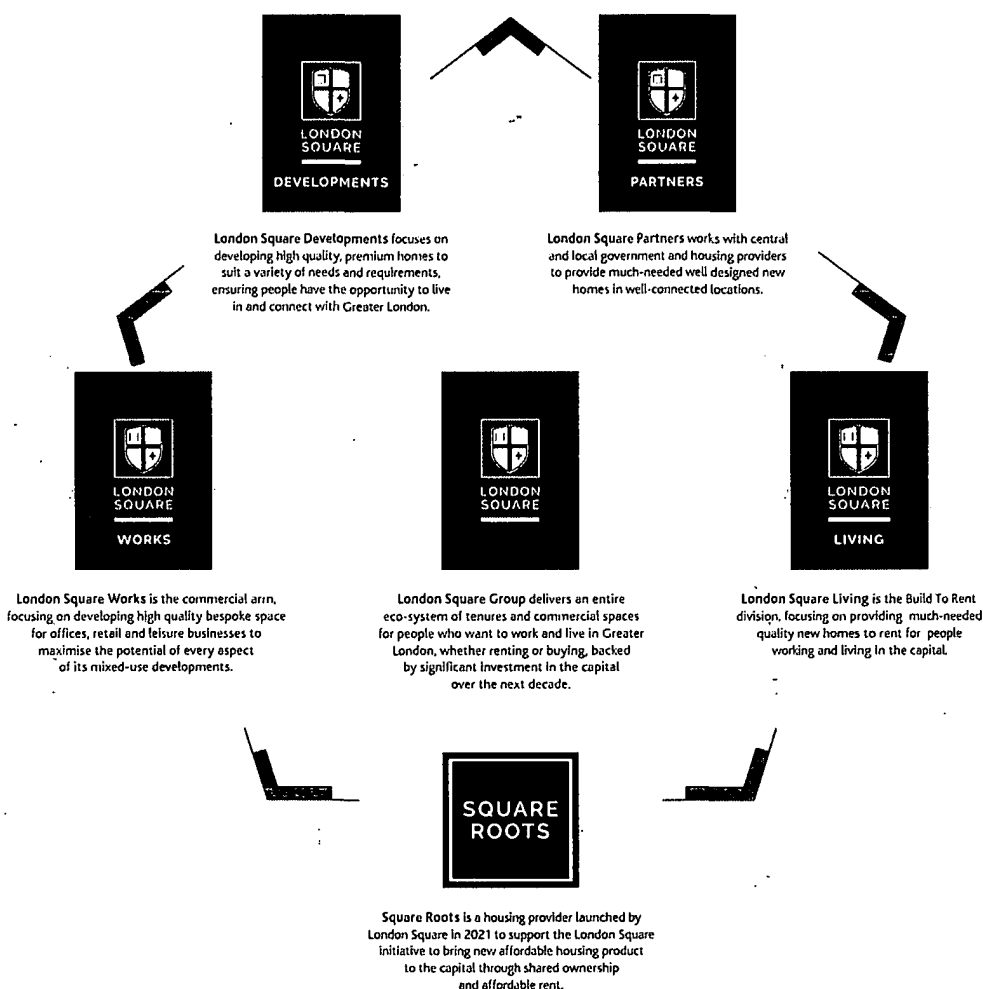 LONDON
SQUARE
DEVELOPMENTS
London Square Developments focuses on
developing high quality, premium homes to
suit a variety of needs and requirements,
ensuring people have the opportunity to live
in and connect with Greater London.
LONDON
SQUARE
PARTNERS
London Square Partners works with central
and local government and housing providers
to provide much-needed well designed new
homes in well-connected locations.
LONDON
SQUARE
WORKS
London Square Works is the commercial arm,
focusing on developing high quality bespoke space
for offices, retail and leisure businesses to
maximise the potential of every aspect
of its mixed-use developments.
LONDON
SQUARE
London Square Group delivers an entire
eco-system of tenures and commercial spaces
for people who want to work and live in Greater
London, whether renting or buying, backed
by significant investment in the capital
over the next decade.
LONDON
SQUARE
LIVING
London Square Living is the Build To Rent
division, focusing on providing much-needed
quality new homes to rent for people
working and living in the capital.
SQUARE
ROOTS
Square Roots is a housing provider launched by
London Square in 2021 to support the London Square
initiative to bring new affordable housing product
to the capital through shared ownership
and affordable rent.